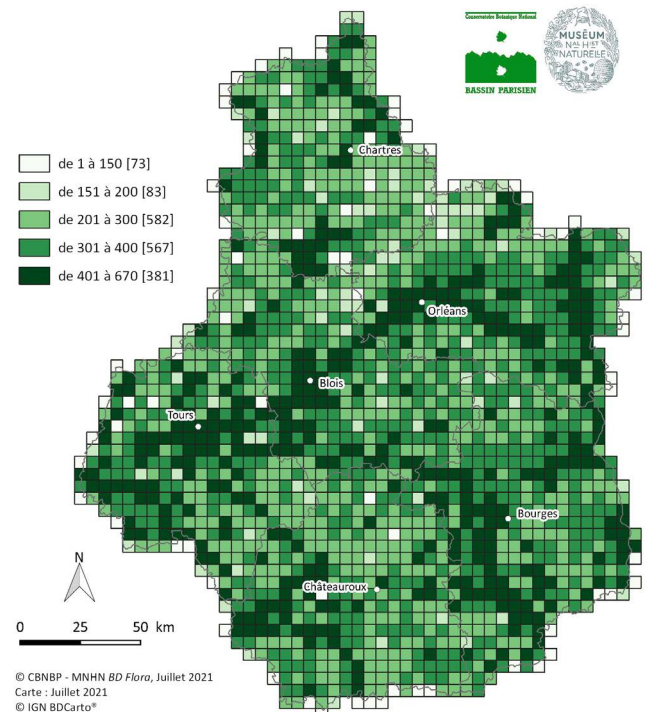 Conservatoire Botanique National
BASSIN PARISIEN
MUSÉUM
NAL HIST NATURELLE
de 1 à 150 [73]
de 151 à 200 [83]
de 201 à 300 [582]
de 301 à 400 [567]
de 401 à 670 [381]
Chartres
Orléans
Blois
Tours
Bourges
Châteauroux
N
0 25 50 km
© CBNBP - MNHN BD Flora, Juillet 2021
Carte : Juillet 2021
© IGN BDCarto®